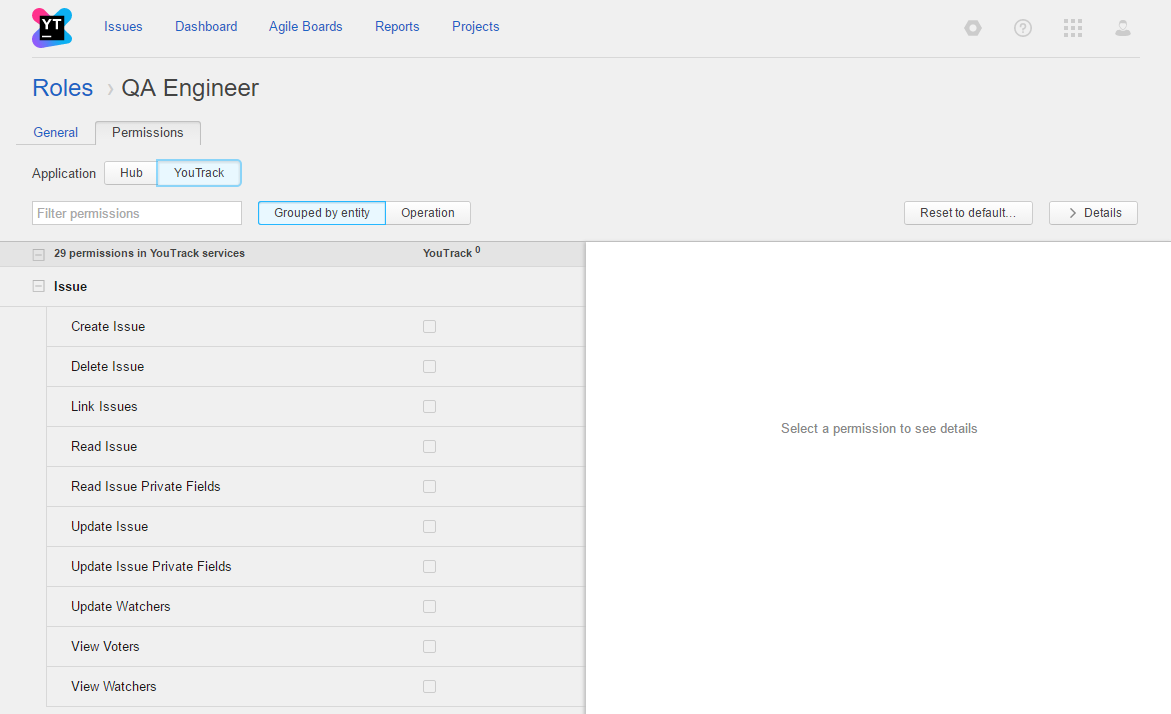 YT
Issues Dashboard Agile Boards Reports Projects
Roles › QA Engineer
General Permissions
Application Hub YouTrack
Filter permissions Grouped by entity Operation Reset to default... Details
29 permissions in YouTrack services YouTrack 0
Issue
Create Issue
Delete Issue
Link Issues
Read Issue
Read Issue Private Fields
Update Issue
Update Issue Private Fields
Update Watchers
View Voters
View Watchers
Select a permission to see details